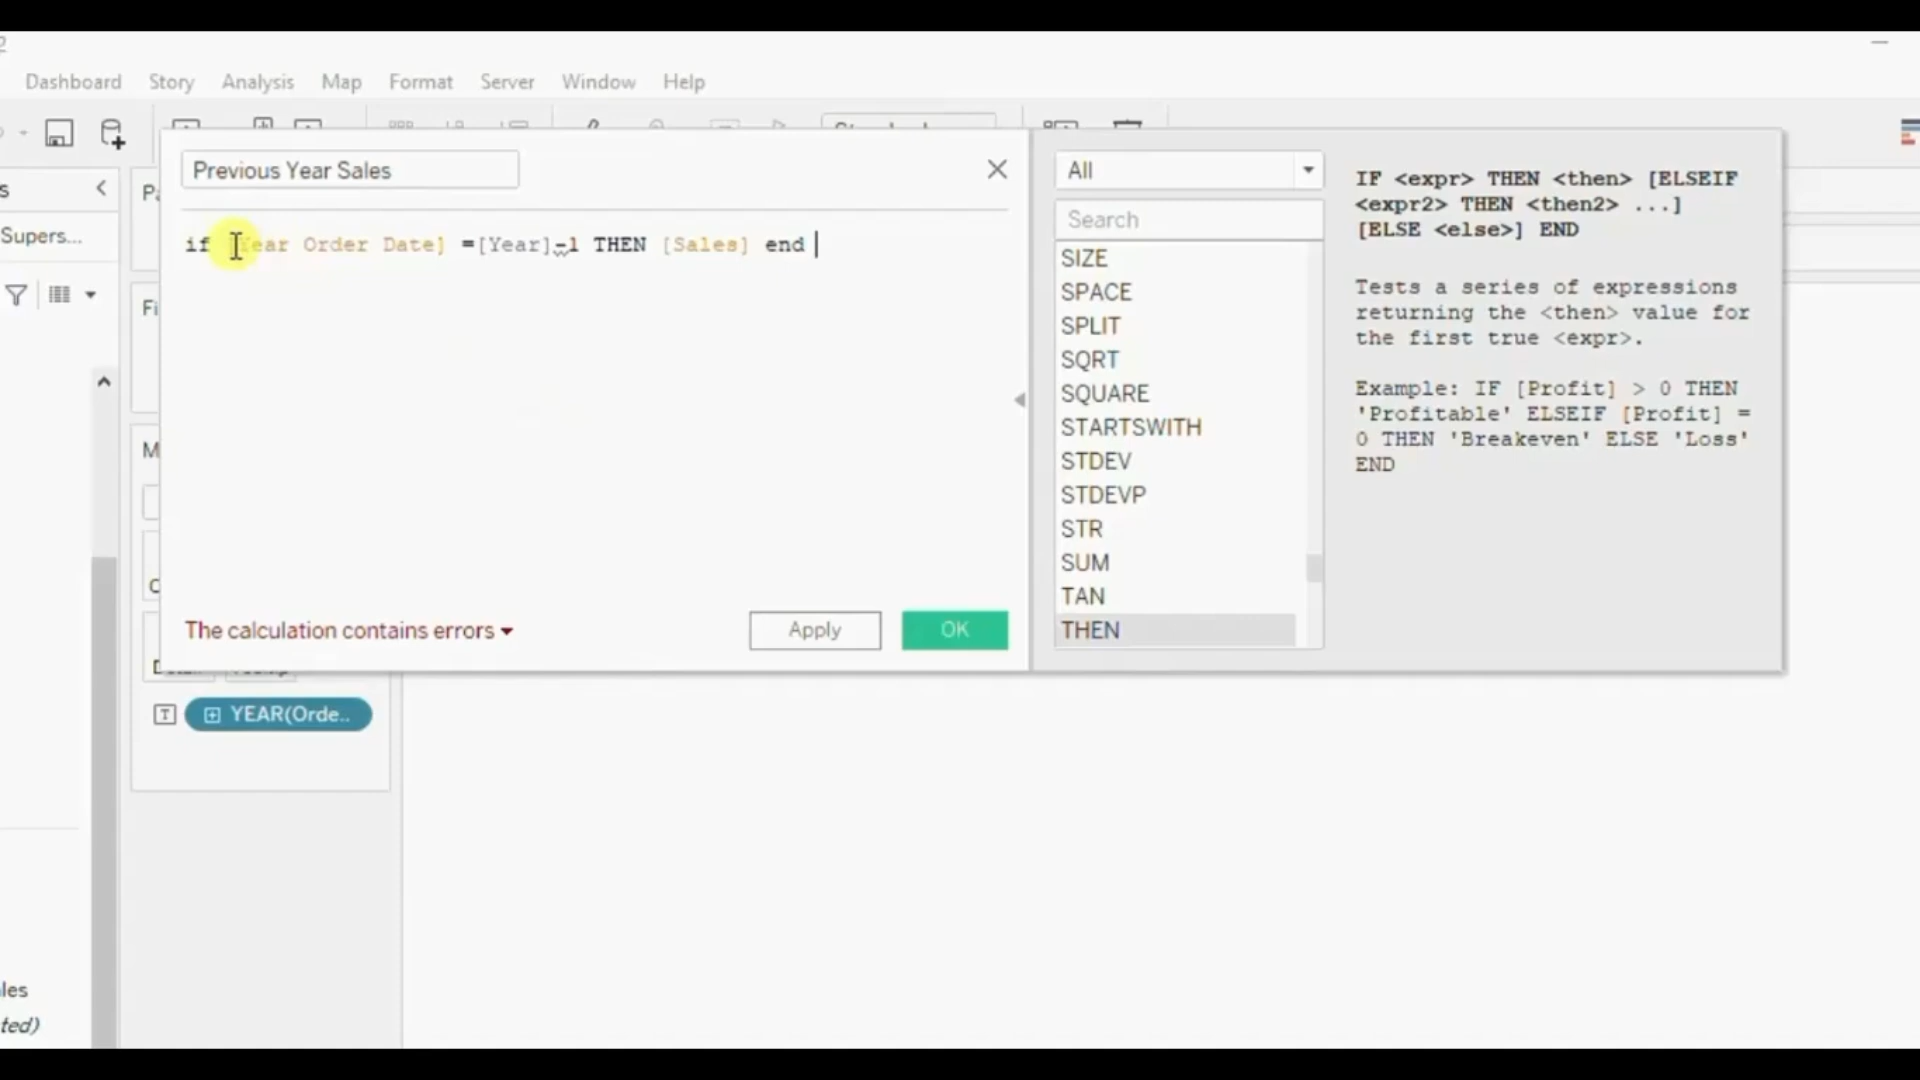 Dashboard Story Analysis Map Format Server Window Help
Previous Year Sales
All
Search
if [Year Order Date] =[Year]-1 THEN [Sales] end
SIZE
SPACE
SPLIT
SQRT
SQUARE
STARTSWITH
STDEV
STDEVP
STR
SUM
TAN
THEN
IF <expr> THEN <then> [ELSEIF
<expr2> THEN <then2> ...]
[ELSE <else>] END
Tests a series of expressions
returning the <then> value for
the first true <expr>.
Example: IF [Profit] > 0 THEN
'Profitable' ELSEIF [Profit] =
0 THEN 'Breakeven' ELSE 'Loss'
END
The calculation contains errors
Apply
OK
Supers...
YEAR(Orde..
les
ted)